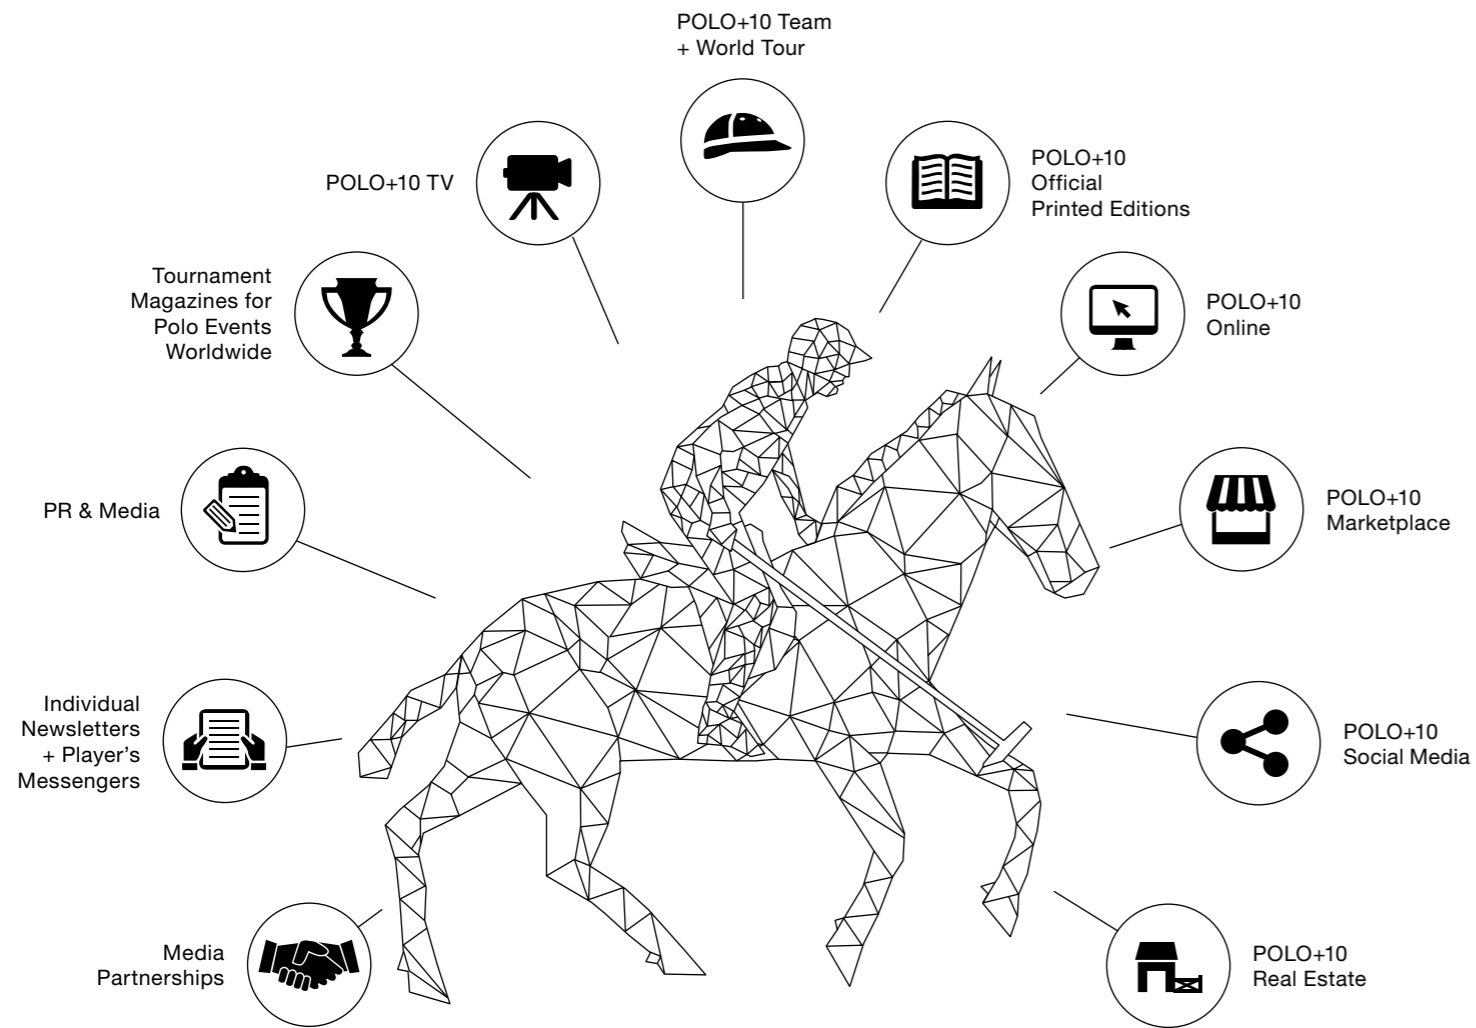 POLO+10 Team
+ World Tour
POLO+10 TV
POLO+10
Official
Printed Editions
Tournament
Magazines for
Polo Events
Worldwide
POLO+10
Online
PR & Media
POLO+10
Marketplace
Individual
Newsletters
+ Player’s
Messengers
POLO+10
Social Media
Media
Partnerships
POLO+10
Real Estate